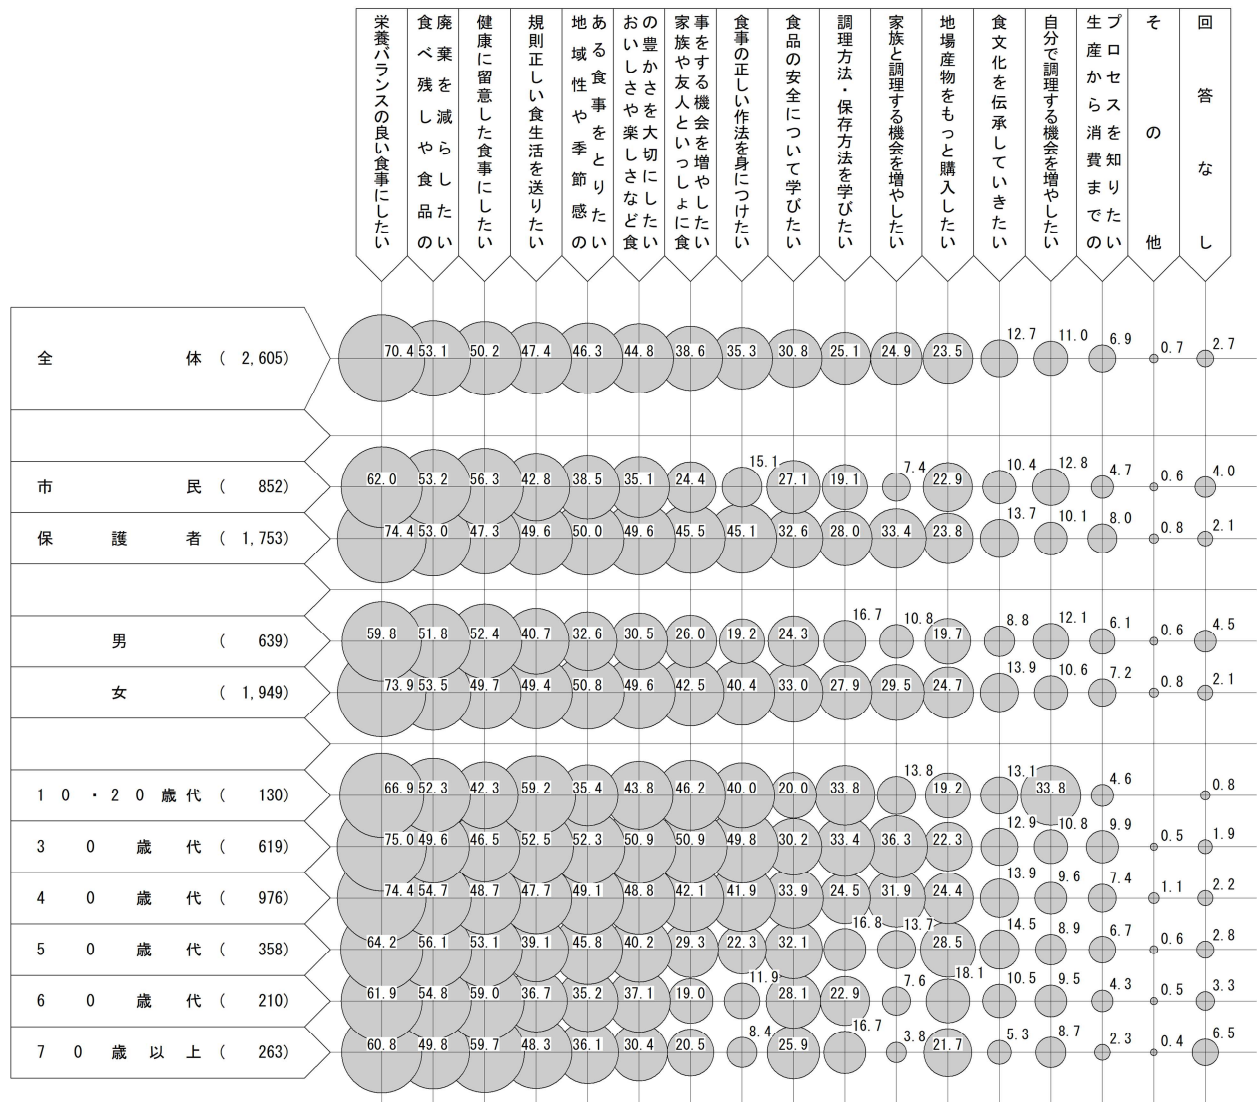 栄養バランスの良い食事にしたい
食べ残しや食品の
廃棄を減らしたい
健康に留意した食事にしたい
規則正しい食生活を送りたい
地域性や季節感の
ある食事をとりたい
おいしさや楽しさなど食
の豊かさを大切にしたい
家族や友人といっしょに食
事をする機会を増やしたい
食事の正しい作法を身につけたい
食品の安全について学びたい
調理方法・保存方法を学びたい
家族と調理する機会を増やしたい
地場産物をもっと購入したい
食文化を伝承していきたい
自分で調理する機会を増やしたい
生産から消費までの
プロセスを知りたい
その他
回答なし
全体(2,605) 70.4 53.1 50.2 47.4 46.3 44.8 38.6 35.3 30.8 25.1 24.9 23.5 12.7 11.0 6.9 0.7 2.7
市民(852) 62.0 53.2 56.3 42.8 38.5 35.1 24.4 15.1 27.1 19.1 7.4 22.9 10.4 12.8 4.7 0.6 4.0
保護者(1,753) 74.4 53.0 47.3 49.6 50.0 49.6 45.5 45.1 32.6 28.0 33.4 23.8 13.7 10.1 8.0 0.8 2.1
男(639) 59.8 51.8 52.4 40.7 32.6 30.5 26.0 19.2 24.3 16.7 10.8 19.7 8.8 12.1 6.1 0.6 4.5
女(1,949) 73.9 53.5 49.7 49.4 50.8 49.6 42.5 40.4 33.0 27.9 29.5 24.7 13.9 10.6 7.2 0.8 2.1
10・20歳代(130) 66.9 52.3 42.3 59.2 35.4 43.8 46.2 40.0 20.0 33.8 13.8 19.2 13.1 33.8 4.6 0.8
30歳代(619) 75.0 49.6 46.5 52.5 52.3 50.9 50.9 49.8 30.2 33.4 36.3 22.3 12.9 10.8 9.9 0.5 1.9
40歳代(976) 74.4 54.7 48.7 47.7 49.1 48.8 42.1 41.9 33.9 24.5 31.9 24.4 13.9 9.6 7.4 1.1 2.2
50歳代(358) 64.2 56.1 53.1 39.1 45.8 40.2 29.3 22.3 32.1 16.8 13.7 28.5 14.5 8.9 6.7 0.6 2.8
60歳代(210) 61.9 54.8 59.0 36.7 35.2 37.1 19.0 11.9 28.1 22.9 7.6 18.1 10.5 9.5 4.3 0.5 3.3
70歳以上(263) 60.8 49.8 59.7 48.3 36.1 30.4 20.5 8.4 25.9 16.7 3.8 21.7 5.3 8.7 2.3 0.4 6.5